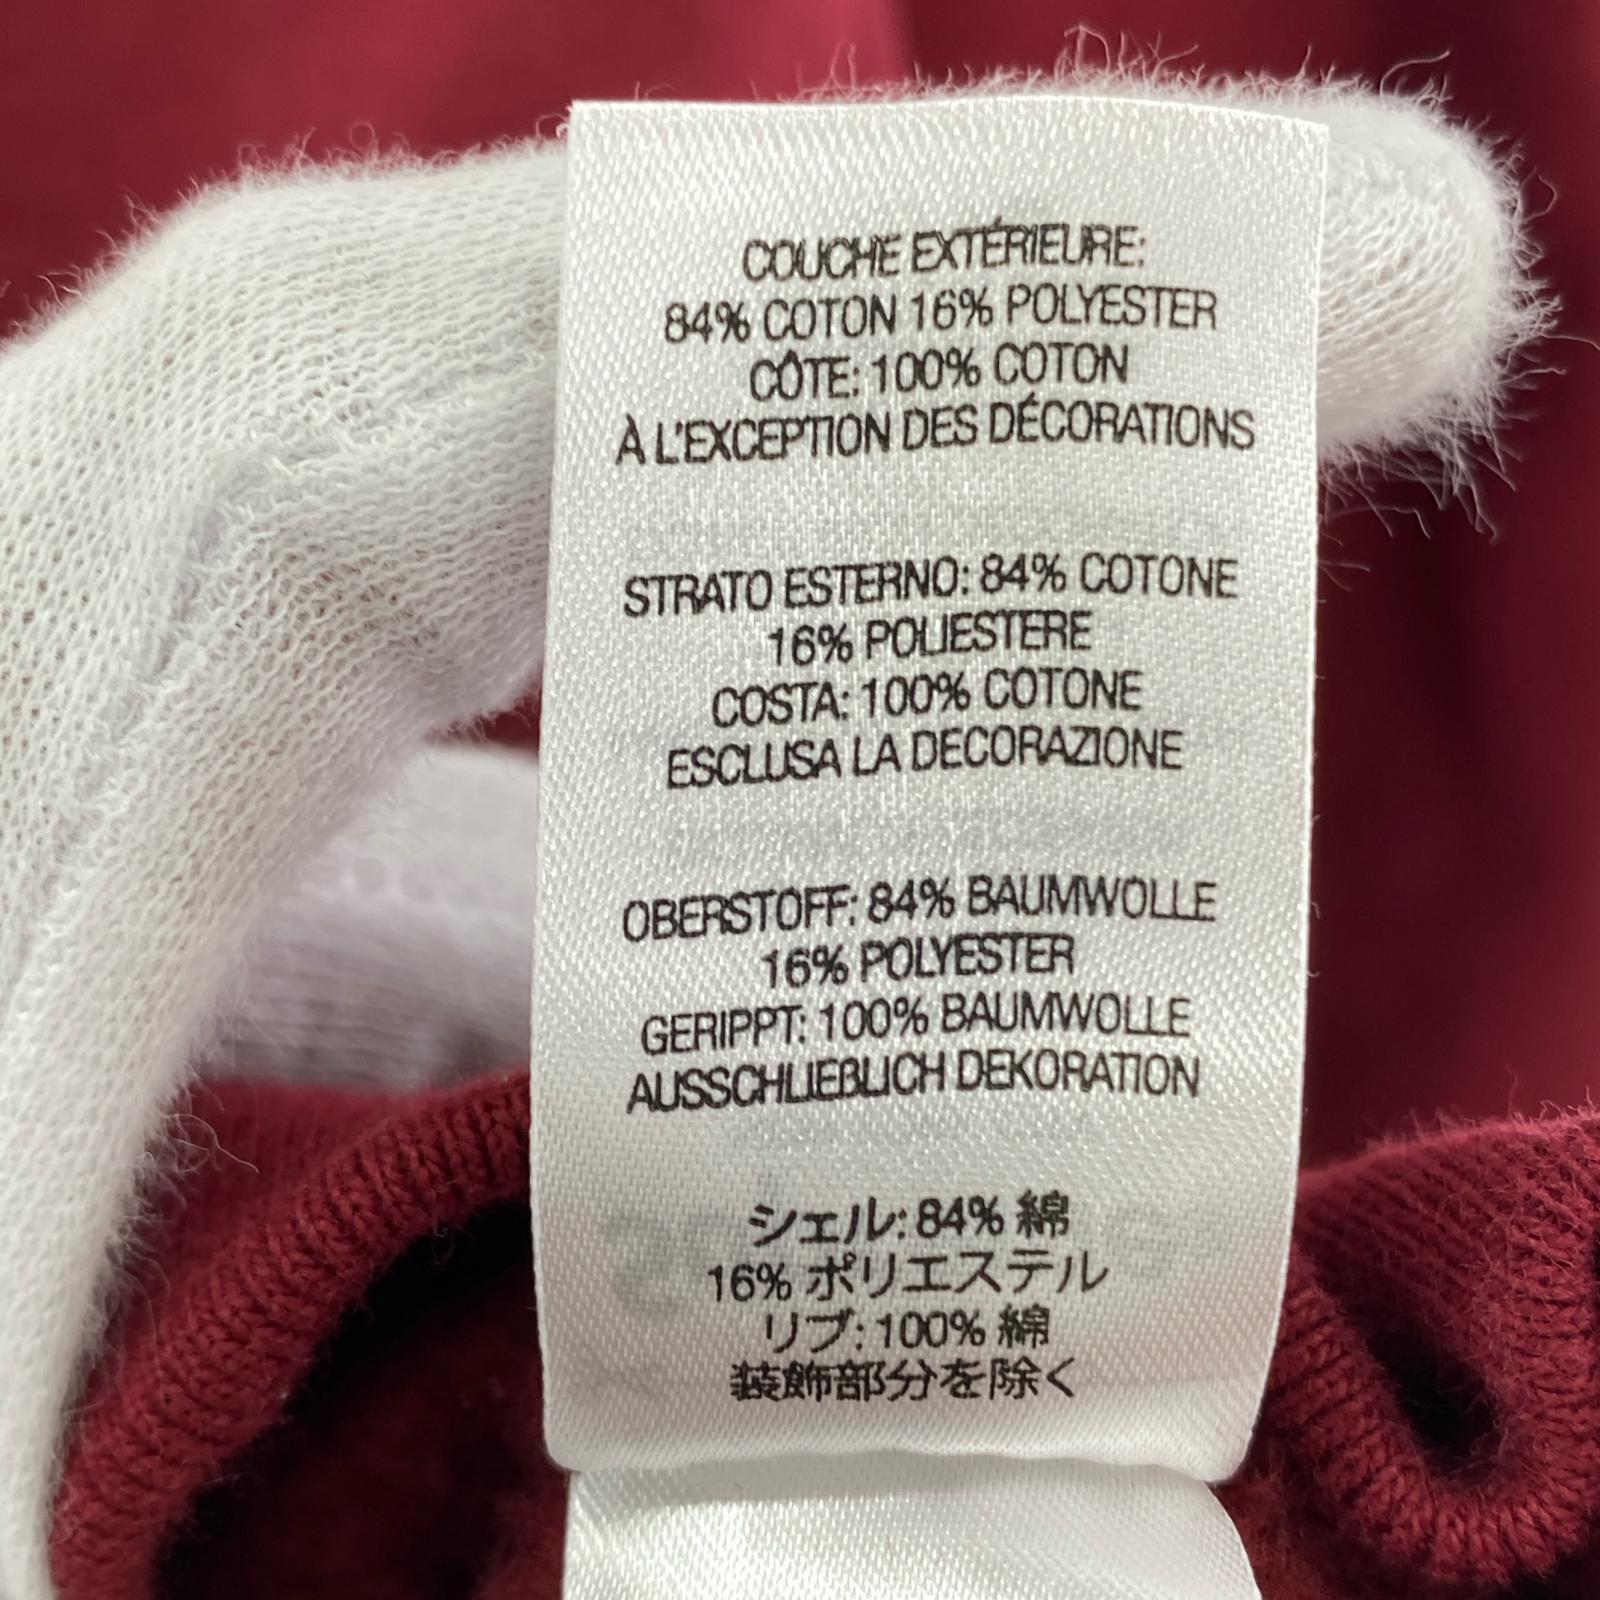 COUCHE EXTÉRIEURE:
84% COTON 16% POLYESTER
CÔTE: 100% COTON
À L'EXCEPTION DES DÉCORATIONS
STRATO ESTERNO: 84% COTONE
16% POLIESTERE
COSTA: 100% COTONE
ESCLUSA LA DECORAZIONE
OBERSTOFF: 84% BAUMWOLLE
16% POLYESTER
GERIPPT: 100% BAUMWOLLE
AUSSCHLIEßLICH DEKORATION
シェル: 84% 綿
16% ポリエステル
リブ: 100% 綿
装飾部分を除く